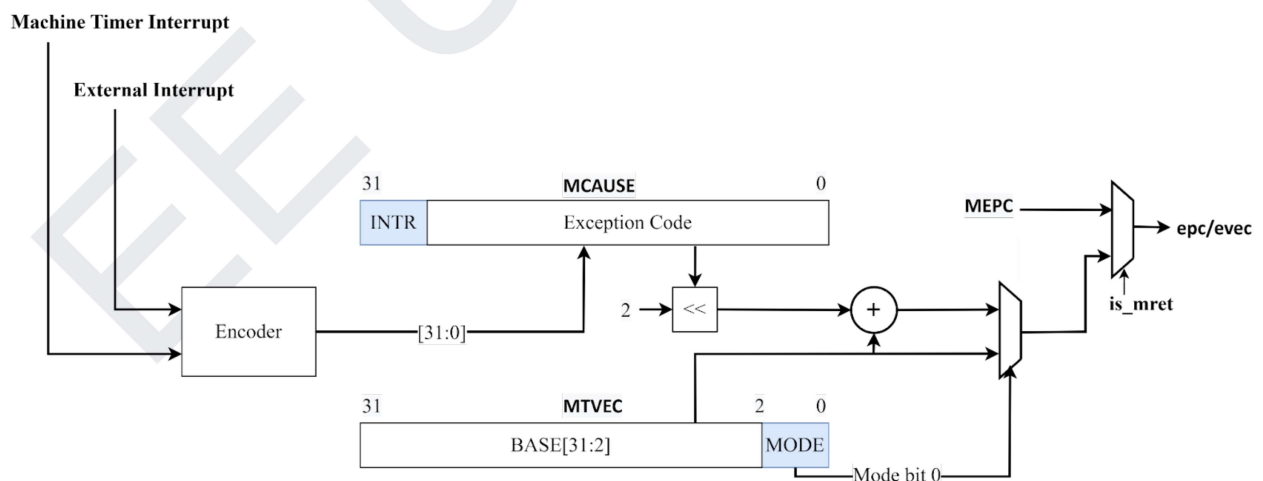 Machine Timer Interrupt
External Interrupt
31 MCAUSE 0
INTR Exception Code
MEPC
epc/evec
is_mret
Encoder
[31:0]
2 <<
+
31 MTVEC 2 0
BASE[31:2] MODE
Mode bit 0